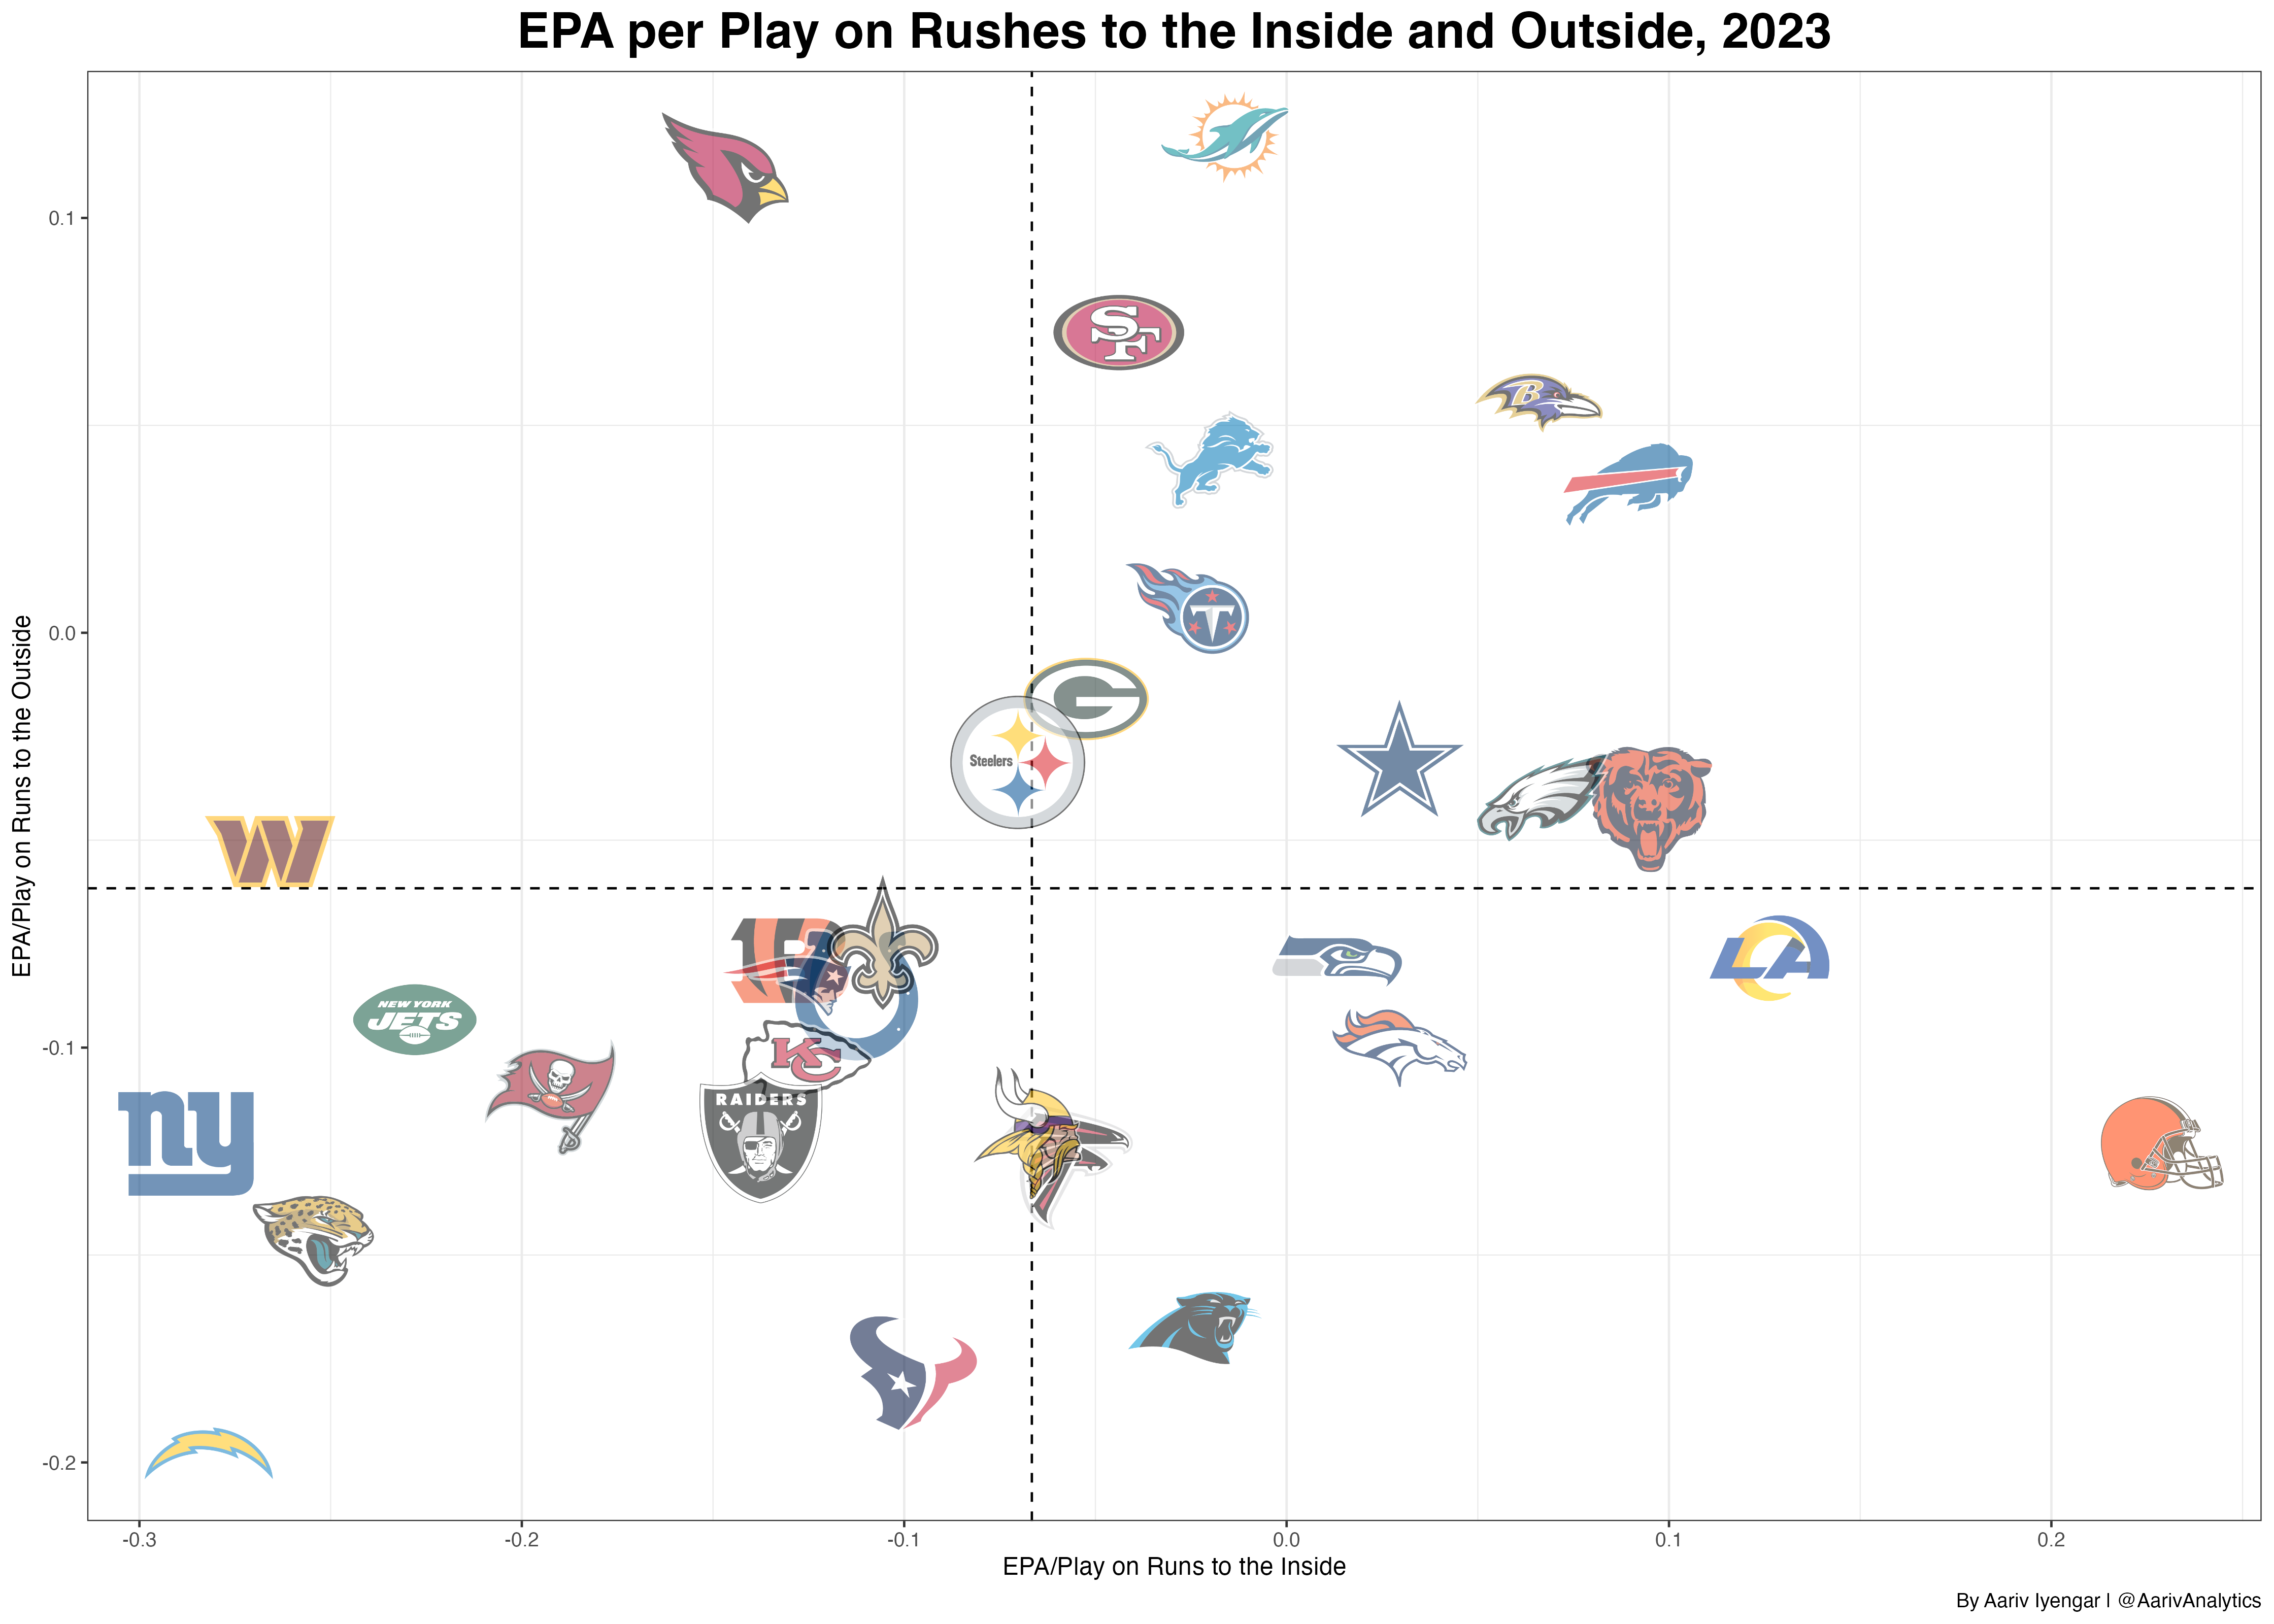 EPA per Play on Rushes to the Inside and Outside, 2023
EPA/Play on Runs to the Outside
0.1
0.0
-0.1
-0.2
SF
B
T
G
Steelers
W
B
LA
NEW YORK
JETS
KC
RAIDERS
ny
-0.3
-0.2
-0.1
0.0
0.1
0.2
EPA/Play on Runs to the Inside
By Aariv Iyengar | @AarivAnalytics